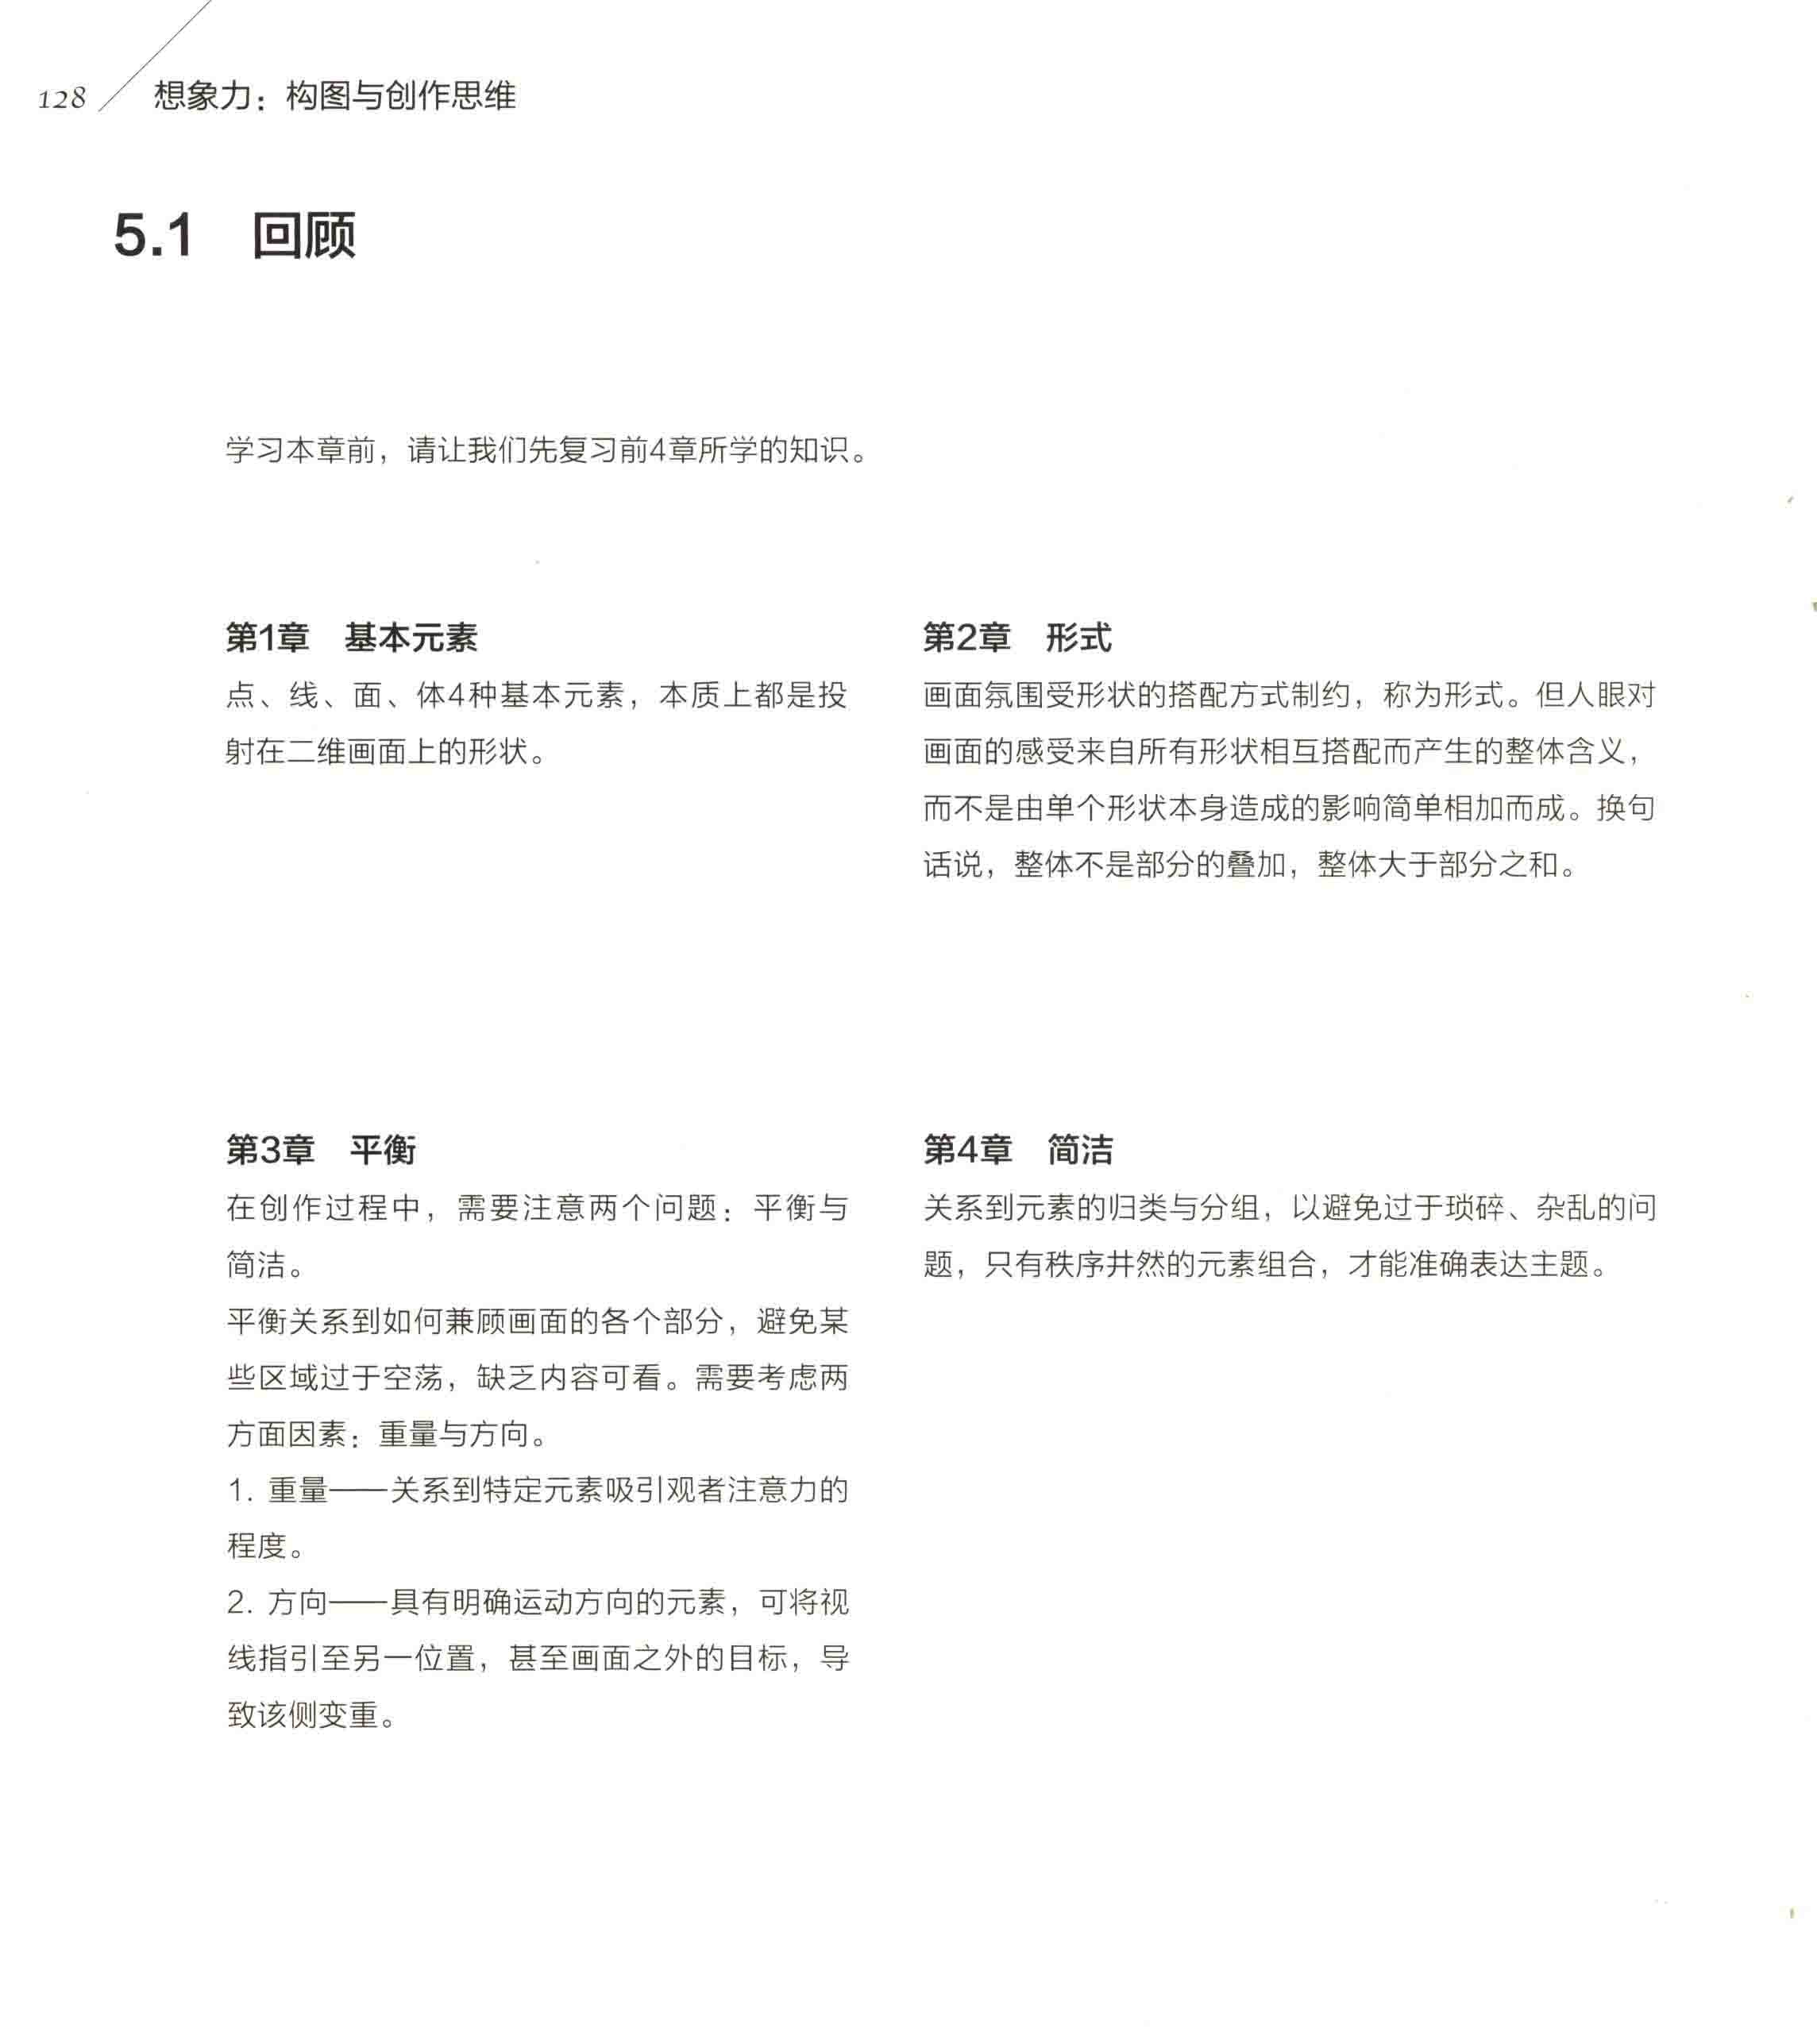 128
想象力：构图与创作思维
5.1 回顾
学习本章前，请让我们先复习前4章所学的知识。
第1章 基本元素
点、线、面、体4种基本元素，本质上都是投
射在二维画面上的形状。
第2章 形式
画面氛围受形状的搭配方式制约，称为形式。但人眼对
画面的感受来自所有形状相互搭配而产生的整体含义，
而不是由单个形状本身造成的影响简单相加而成。换句
话说，整体不是部分的叠加，整体大于部分之和。
第3章 平衡
在创作过程中，需要注意两个问题：平衡与
简洁。
平衡关系到如何兼顾画面的各个部分，避免某
些区域过于空荡，缺乏内容可看。需要考虑两
方面因素：重量与方向。
1. 重量——关系到特定元素吸引观者注意力的
程度。
2. 方向——具有明确运动方向的元素，可将视
线指引至另一位置，甚至画面之外的目标，导
致该侧变重。
第4章 简洁
关系到元素的归类与分组，以避免过于琐碎、杂乱的问
题，只有秩序井然的元素组合，才能准确表达主题。